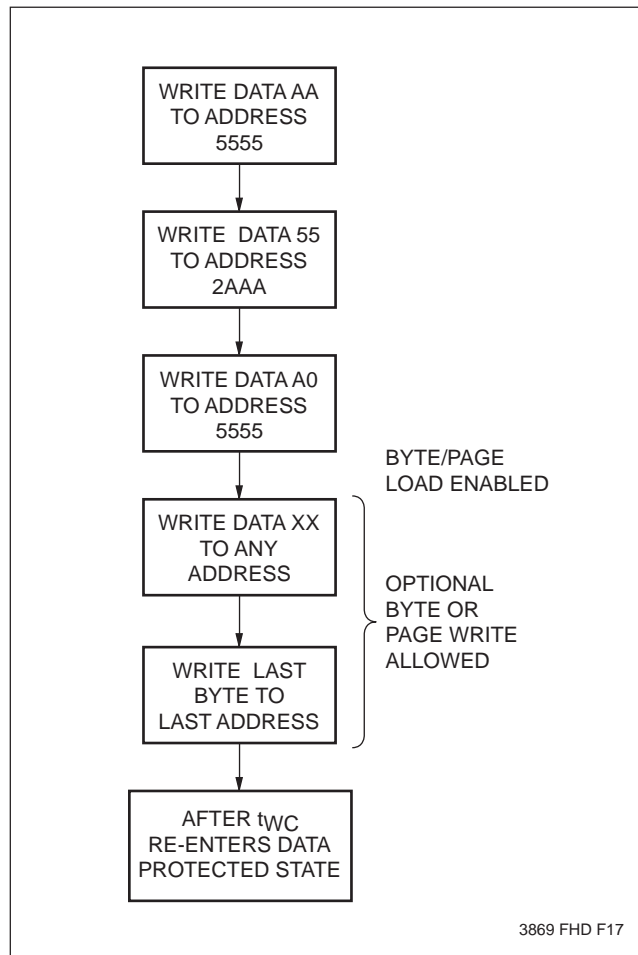 WRITE DATA AA
TO ADDRESS
5555
WRITE DATA 55
TO ADDRESS
2AAA
WRITE DATA A0
TO ADDRESS
5555
BYTE/PAGE
LOAD ENABLED
WRITE DATA XX
TO ANY
ADDRESS
OPTIONAL
BYTE OR
PAGE WRITE
ALLOWED
WRITE LAST
BYTE TO
LAST ADDRESS
AFTER tWC
RE-ENTERS DATA
PROTECTED STATE
3869 FHD F17